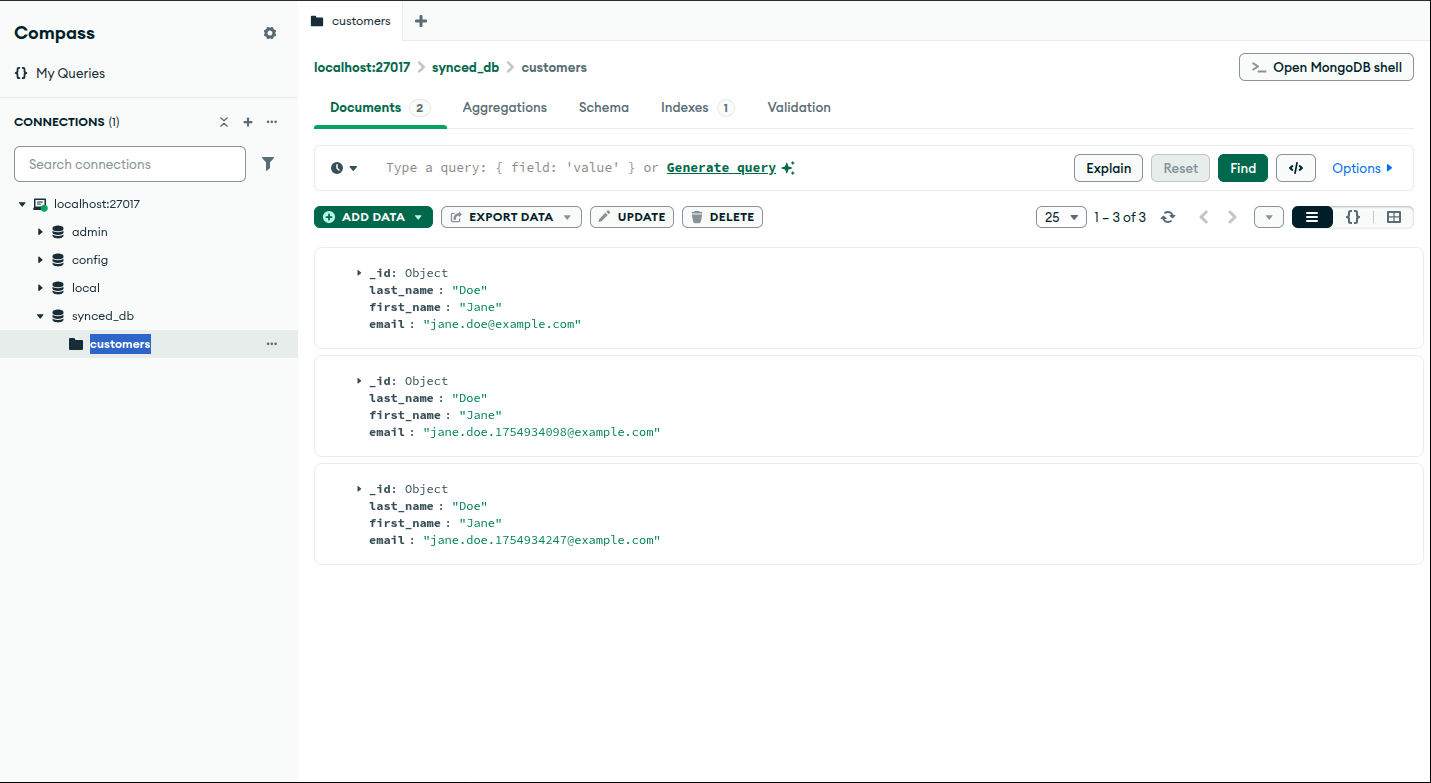 Compass
{} My Queries
CONNECTIONS (1)
Search connections
localhost:27017
admin
config
local
synced_db
customers
customers
localhost:27017 > synced_db > customers
>_ Open MongoDB shell
Documents 2 Aggregations Schema Indexes 1 Validation
Type a query: { field: 'value' } or Generate query
Explain Reset Find </> Options
ADD DATA EXPORT DATA UPDATE DELETE
25 1 – 3 of 3 {}
_id: Object
last_name : "Doe"
first_name : "Jane"
email : "jane.doe@example.com"
_id: Object
last_name : "Doe"
first_name : "Jane"
email : "jane.doe.1754934098@example.com"
_id: Object
last_name : "Doe"
first_name : "Jane"
email : "jane.doe.1754934247@example.com"